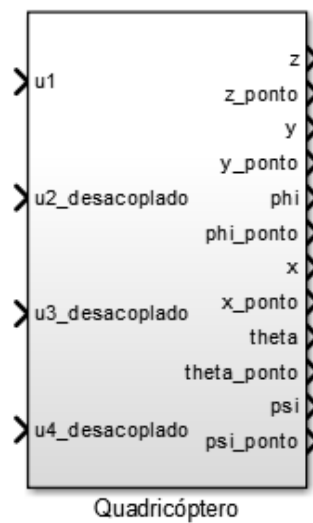 u1
u2_desacoplado
u3_desacoplado
u4_desacoplado
z
z_ponto
y
y_ponto
phi
phi_ponto
x
x_ponto
theta
theta_ponto
psi
psi_ponto
Quadricóptero